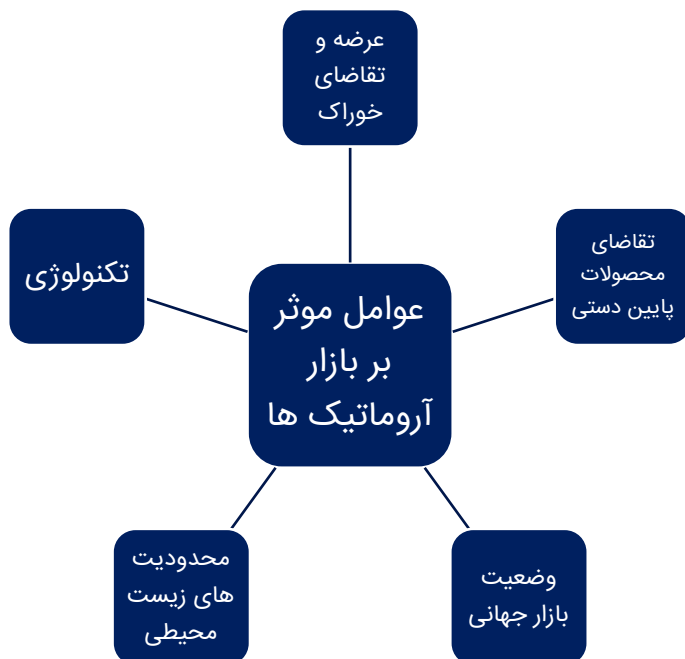 عرضه و
تقاضای
خوراک
تقاضای
محصولات
پایین دستی
تکنولوژی
عوامل موثر
بر بازار
آروماتیک ها
محدودیت
های زیست
محیطی
وضعیت
بازار جهانی